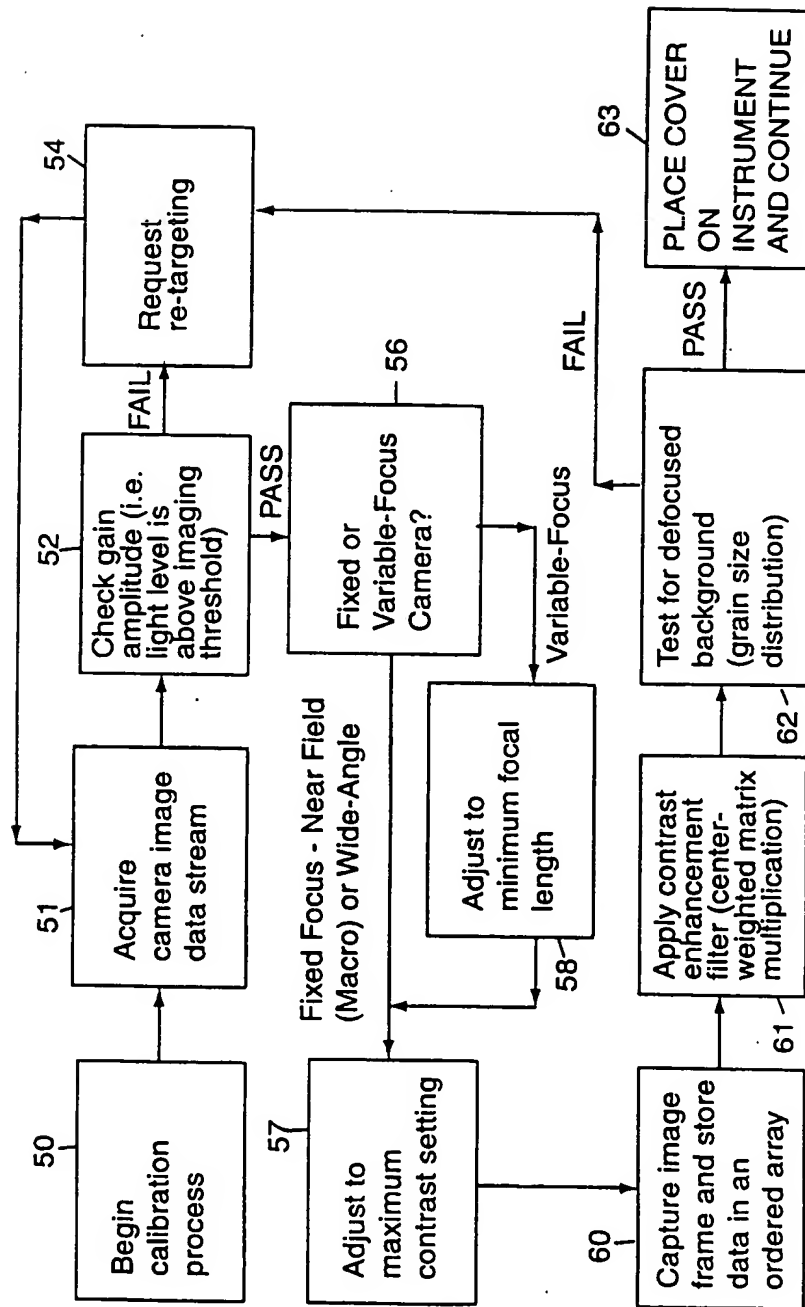 50
Begin
calibration
process
51
Acquire
camera image
data stream
52
Check gain
amplitude (i.e.
light level is
above imaging
threshold)
FAIL
54
Request
re-targeting
PASS
56
Fixed or
Variable-Focus
Camera?
Fixed Focus - Near Field
(Macro) or Wide-Angle
Variable-Focus
57
Adjust to
maximum
contrast setting
Adjust to
minimum focal
length
58
FAIL
60
Capture image
frame and store
data in an
ordered array
61
Apply contrast
enhancement
filter (center-
weighted matrix
multiplication)
62
Test for defocused
background
(grain size
distribution)
PASS
63
PLACE COVER
ON
INSTRUMENT
AND CONTINUE